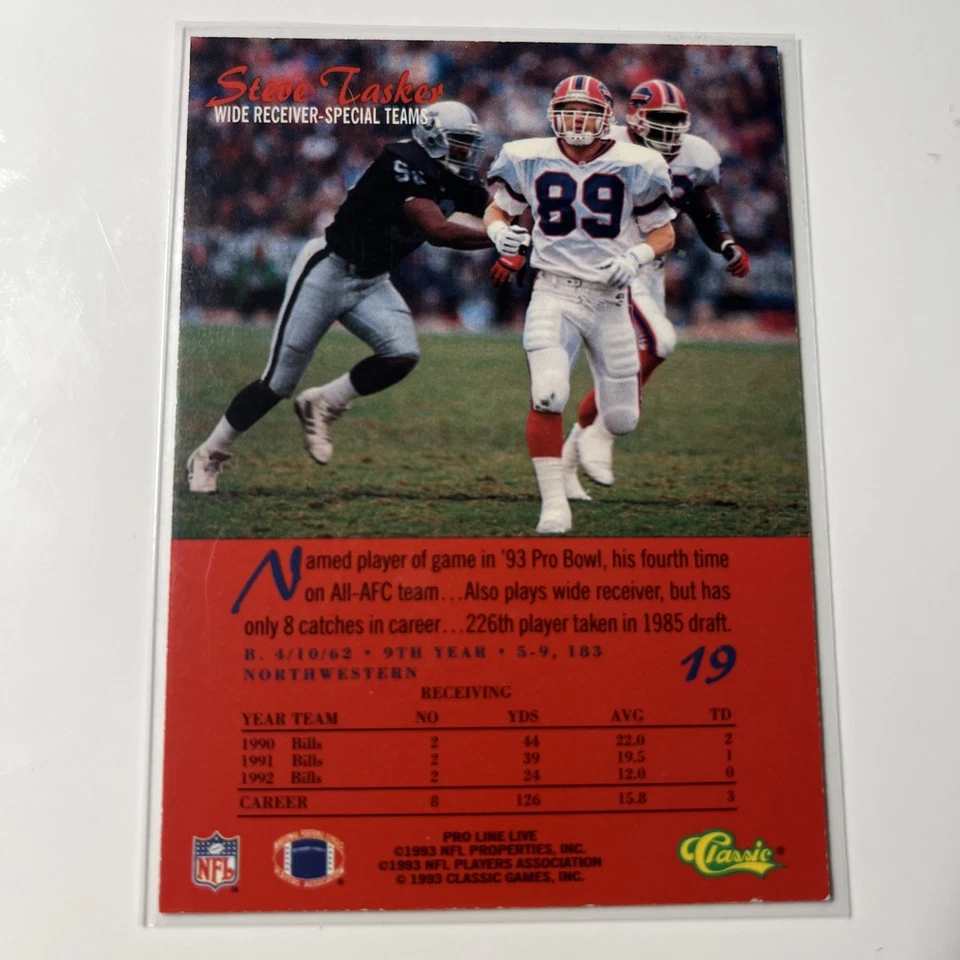 Steve Tasker
WIDE RECEIVER-SPECIAL TEAMS
89
Named player of game in '93 Pro Bowl, his fourth time
on All-AFC team...Also plays wide receiver, but has
only 8 catches in career...226th player taken in 1985 draft.
B. 4/10/62 • 9TH YEAR • 5-9, 183
NORTHWESTERN
19
RECEIVING
YEAR TEAM NO YDS AVG TD
1990 Bills 2 44 22.0 2
1991 Bills 2 39 19.5 1
1992 Bills 2 24 12.0 0
CAREER 8 126 15.8 3
PRO LINE LIVE
©1993 NFL PROPERTIES, INC.
©1993 NFL PLAYERS ASSOCIATION
© 1993 CLASSIC GAMES, INC.
NFL
Classic®